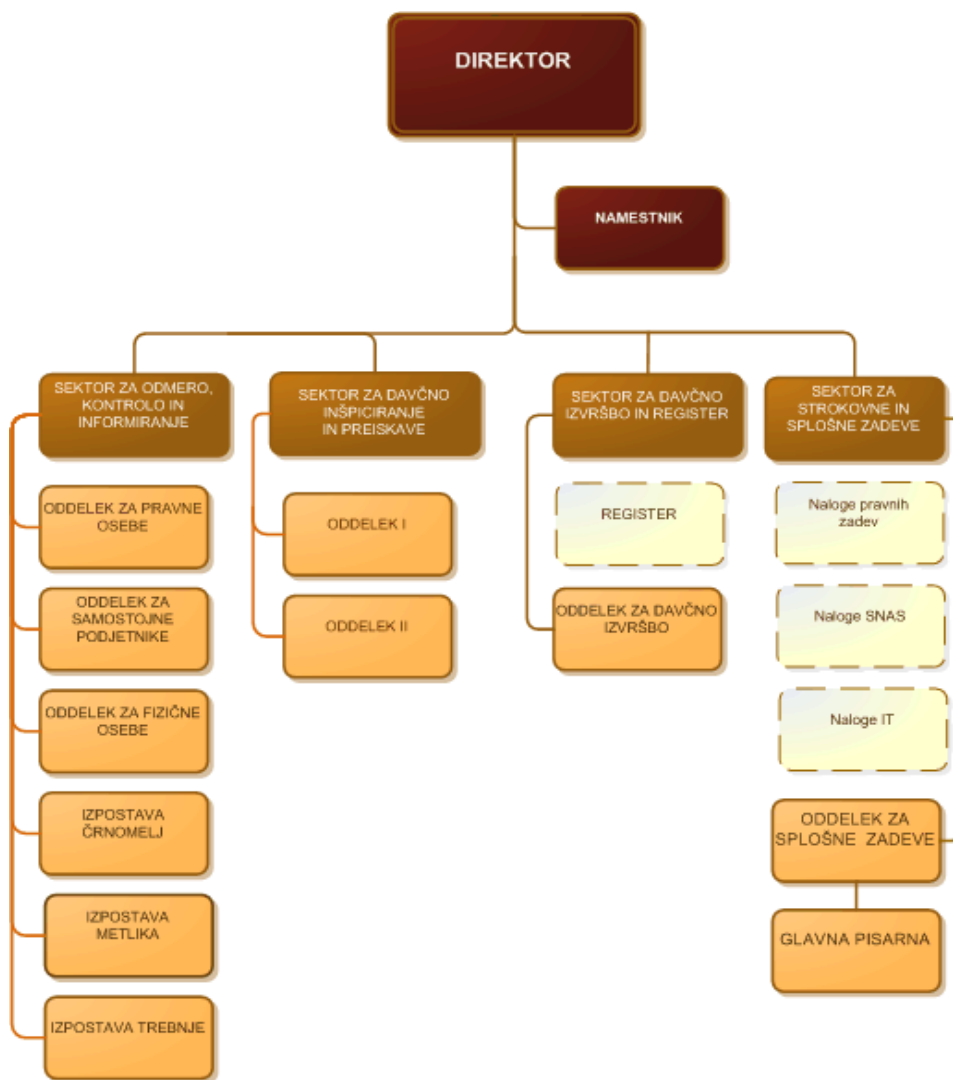 DIREKTOR
NAMESTNIK
SEKTOR ZA ODMERO,
KONTROLO IN
INFORMIRANJE
ODDELEK ZA PRAVNE
OSEBE
ODDELEK ZA
SAMOSTOJNE
PODJETNIKE
ODDELEK ZA FIZIČNE
OSEBE
IZPOSTAVA
ČRNOMELJ
IZPOSTAVA
METLIKA
IZPOSTAVA TREBNJE
SEKTOR ZA DAVČNO
INŠPICIRANJE
IN PREISKAVE
ODDELEK I
ODDELEK II
SEKTOR ZA DAVČNO
IZVRŠBO IN REGISTER
REGISTER
ODDELEK ZA DAVČNO
IZVRŠBO
SEKTOR ZA
STROKOVNE IN
SPLOŠNE ZADEVE
Naloge pravnih
zadev
Naloge SNAS
Naloge IT
ODDELEK ZA
SPLOŠNE ZADEVE
GLAVNA PISARNA